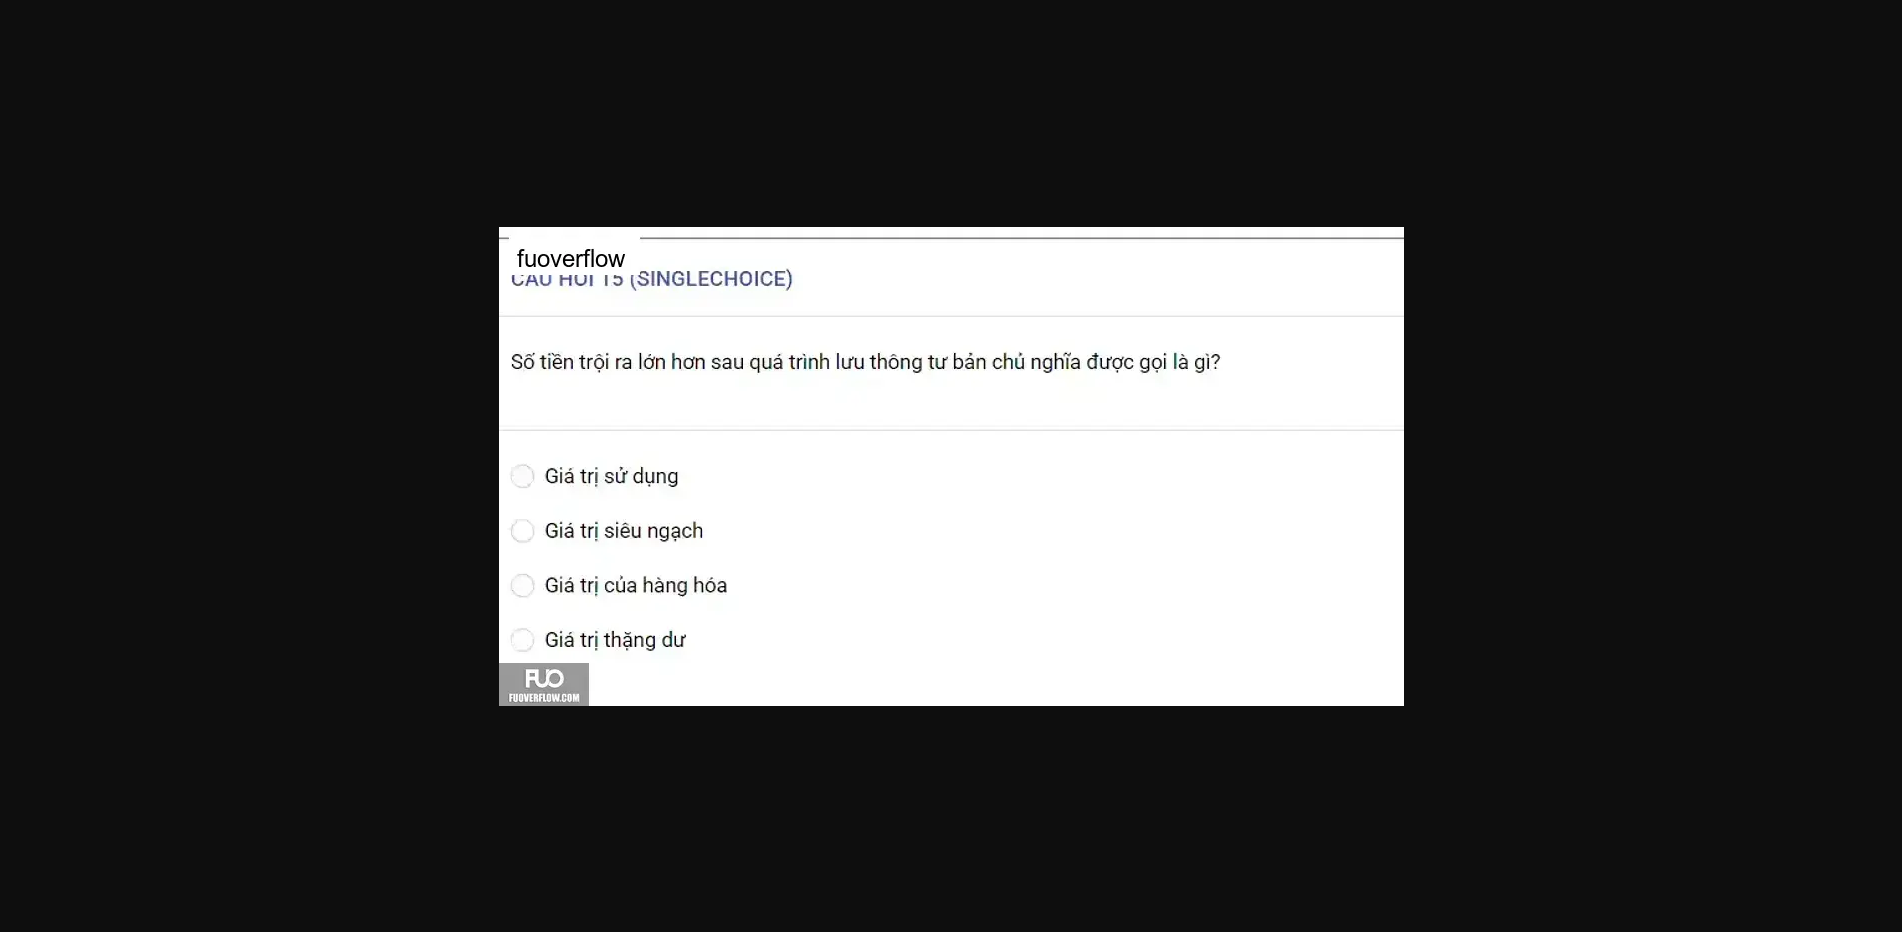 fuoverflow
CÂU HỎI 15 (SINGLECHOICE)
Số tiền trội ra lớn hơn sau quá trình lưu thông tư bản chủ nghĩa được gọi là gì?
Giá trị sử dụng
Giá trị siêu ngạch
Giá trị của hàng hóa
Giá trị thặng dư
FUO
FUOVERFLOW.COM